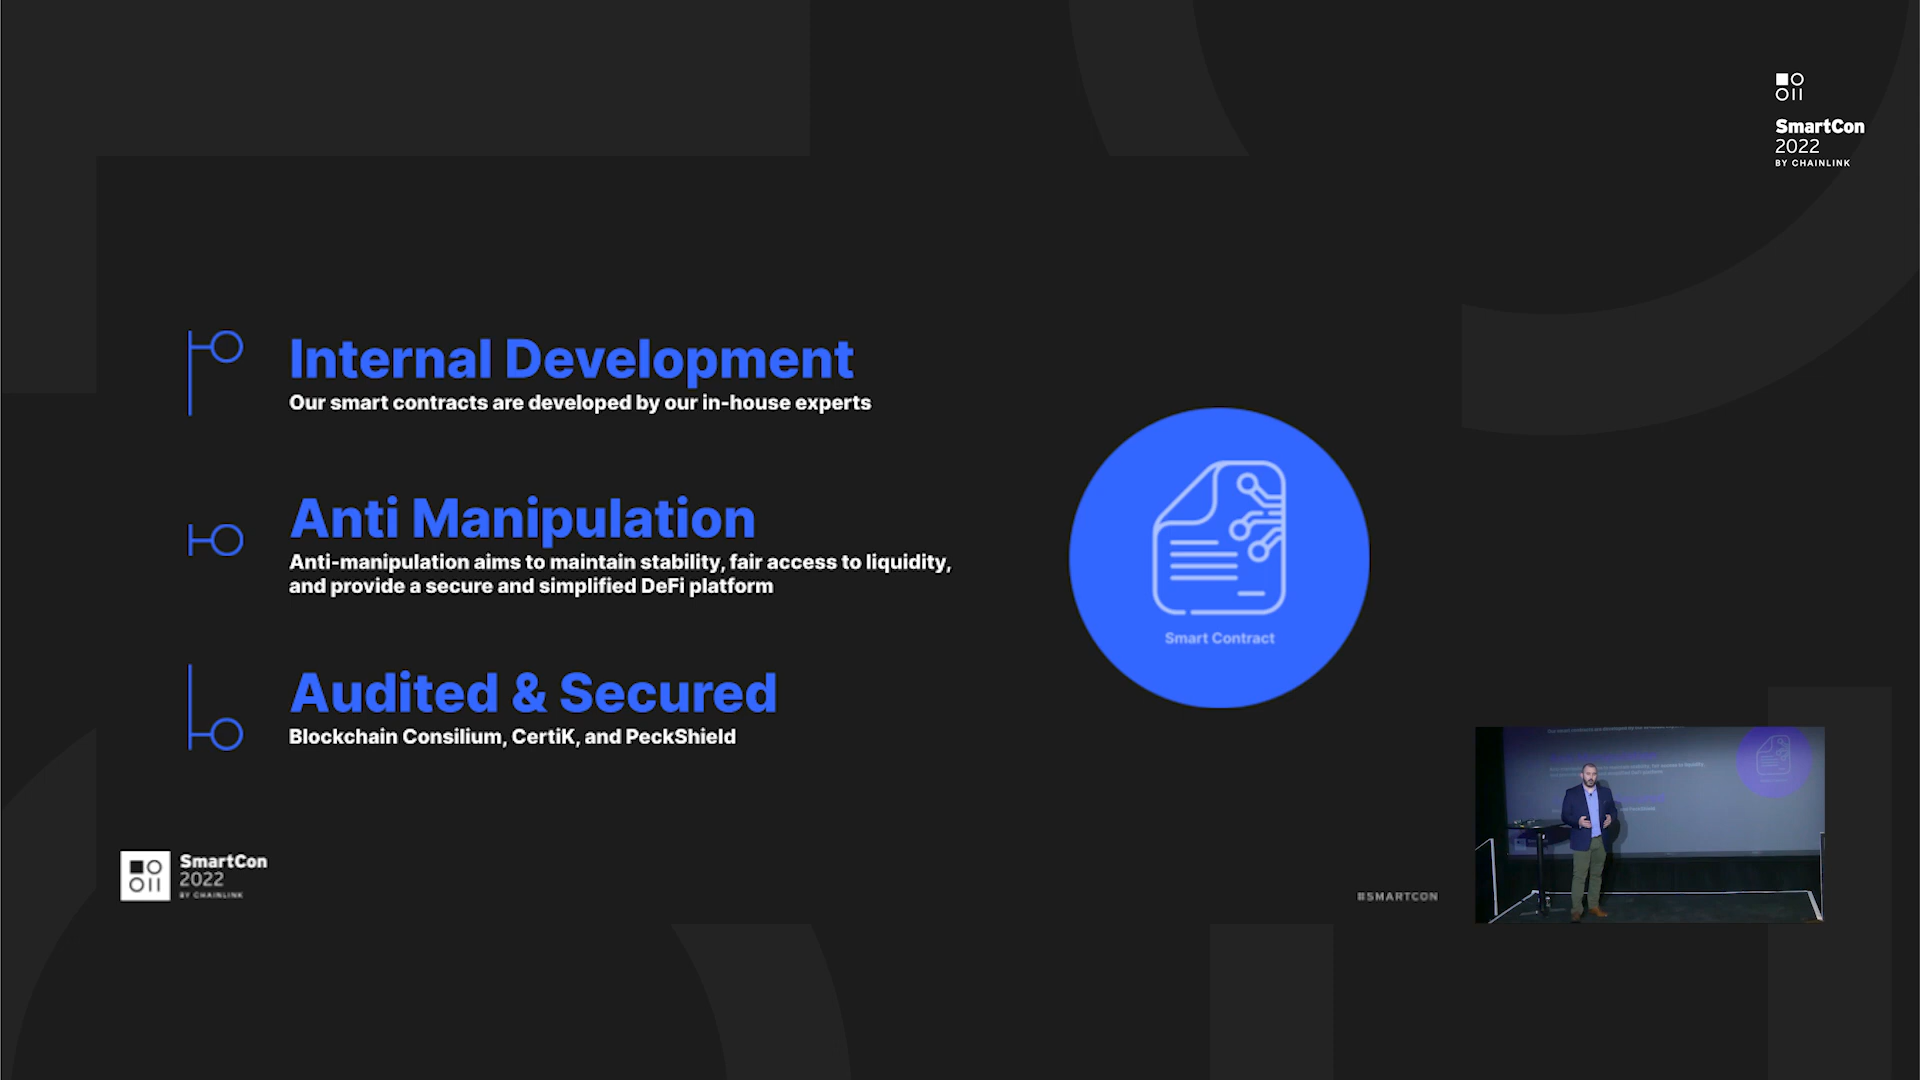 SmartCon
2022
BY CHAINLINK
Internal Development
Our smart contracts are developed by our in-house experts
Anti Manipulation
Anti-manipulation aims to maintain stability, fair access to liquidity,
and provide a secure and simplified DeFi platform
Audited & Secured
Blockchain Consilium, CertiK, and PeckShield
Smart Contract
SmartCon
2022
BY CHAINLINK
#SMARTCON